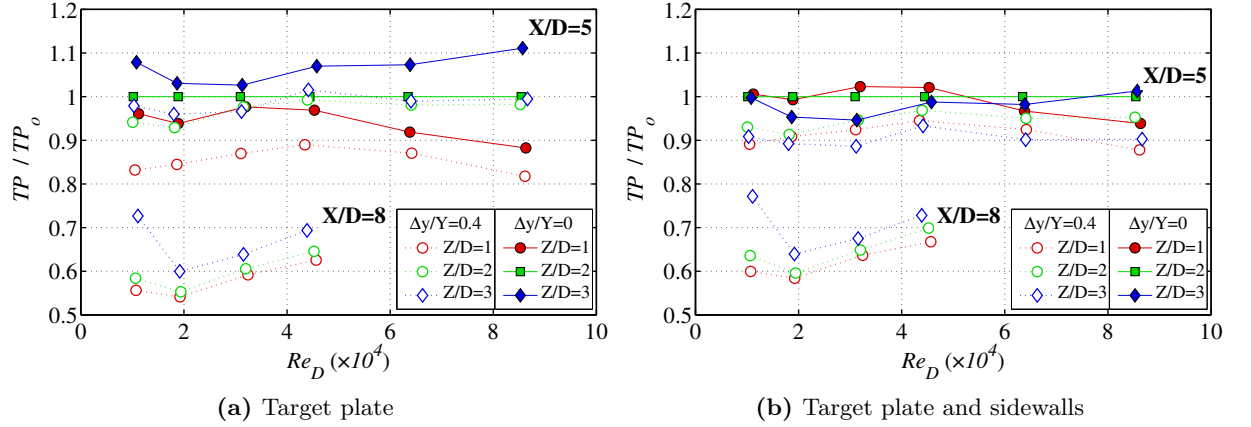 1.2
1.1
1
0.9
0.8
0.7
0.6
0.5
TP / TP_o
X/D=5
X/D=8
Δy/Y=0.4 Δy/Y=0
Z/D=1 Z/D=1
Z/D=2 Z/D=2
Z/D=3 Z/D=3
0 2 4 6 8 10
Re_D (×10^4)
(a) Target plate
1.2
1.1
1
0.9
0.8
0.7
0.6
0.5
TP / TP_o
X/D=5
X/D=8
Δy/Y=0.4 Δy/Y=0
Z/D=1 Z/D=1
Z/D=2 Z/D=2
Z/D=3 Z/D=3
0 2 4 6 8 10
Re_D (×10^4)
(b) Target plate and sidewalls